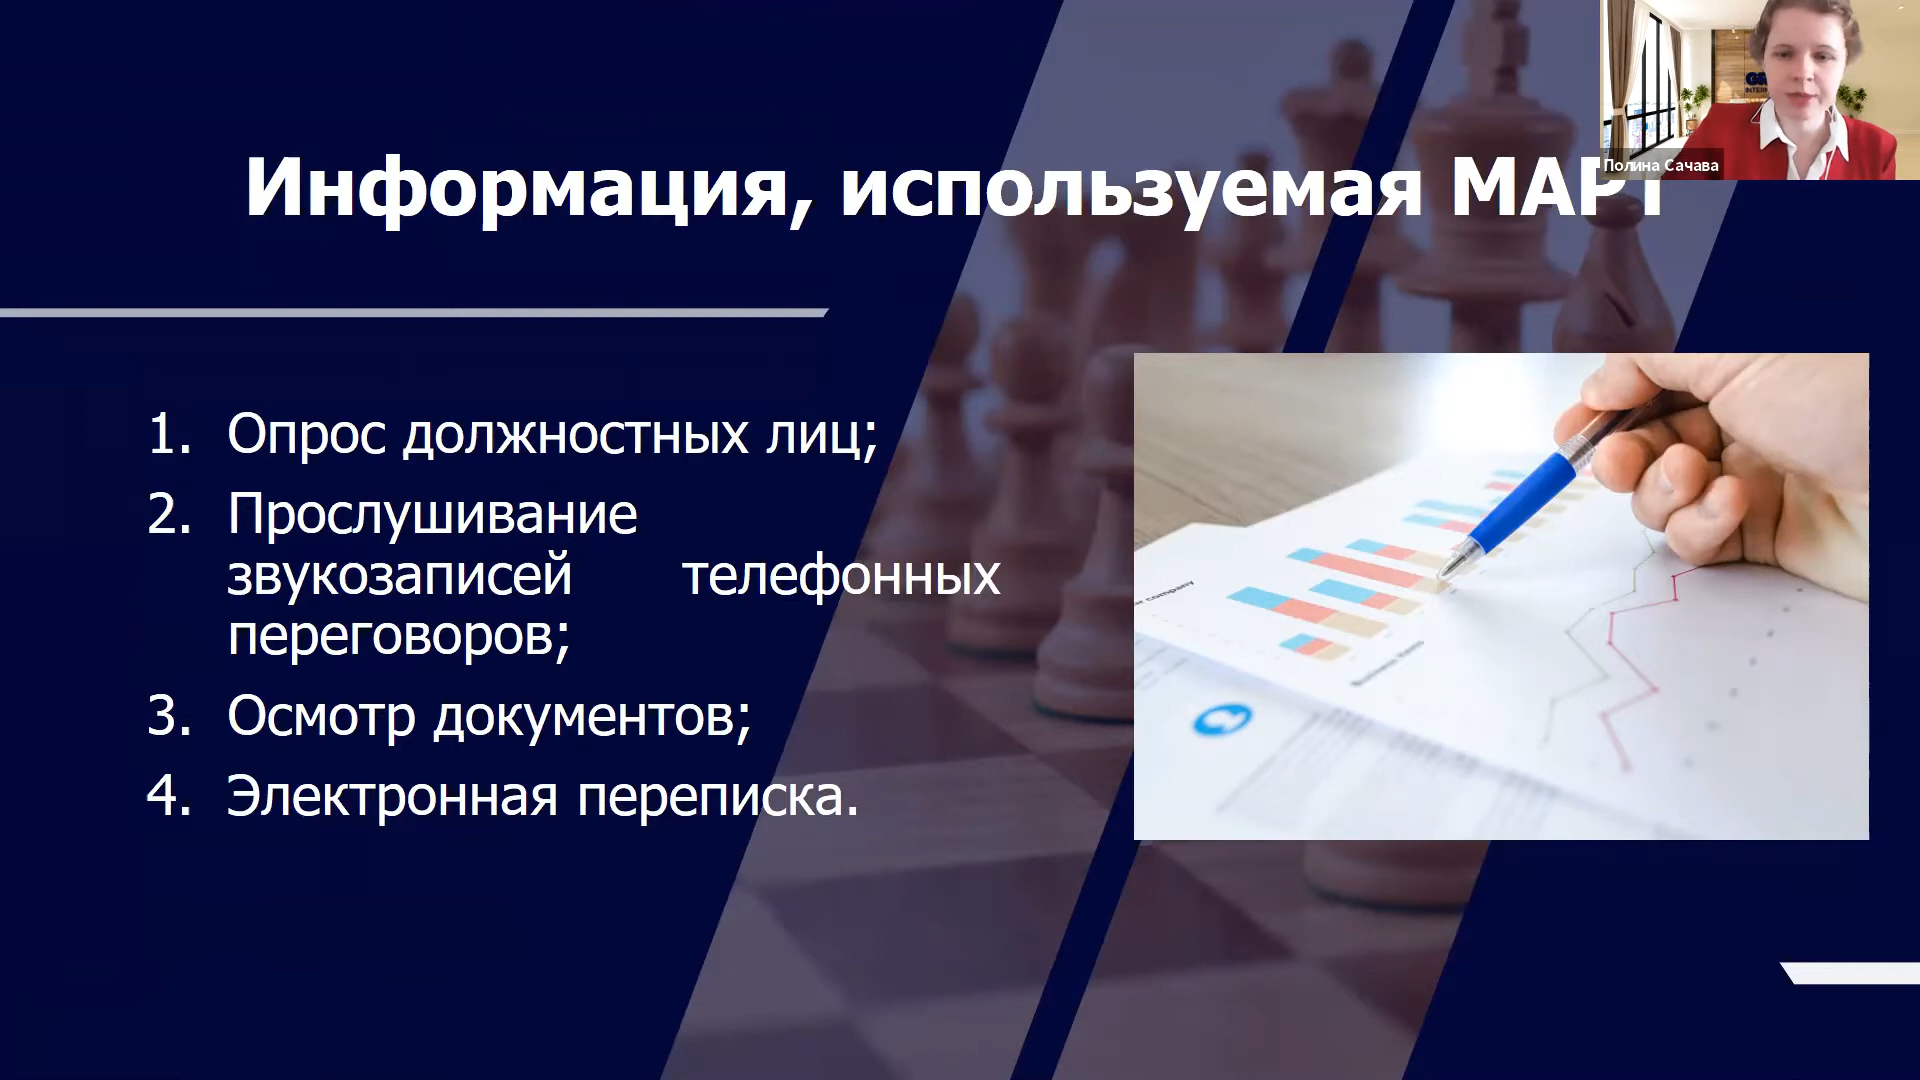 Полина Сачава
Информация, используемая МАРТ
1. Опрос должностных лиц;
2. Прослушивание
звукозаписей телефонных
переговоров;
3. Осмотр документов;
4. Электронная переписка.
company